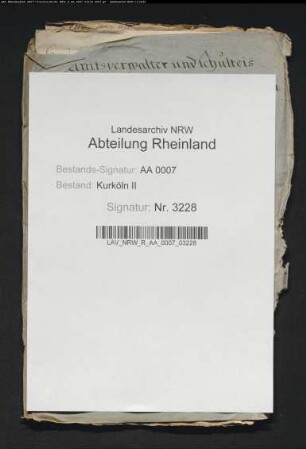 Amtsverwalter und Schulteis
Landesarchiv NRW
Abteilung Rheinland
Bestands-Signatur: AA 0007
Bestand: Kurköln II
Signatur: Nr. 3228
LAV_NRW_R_AA_0007_03228